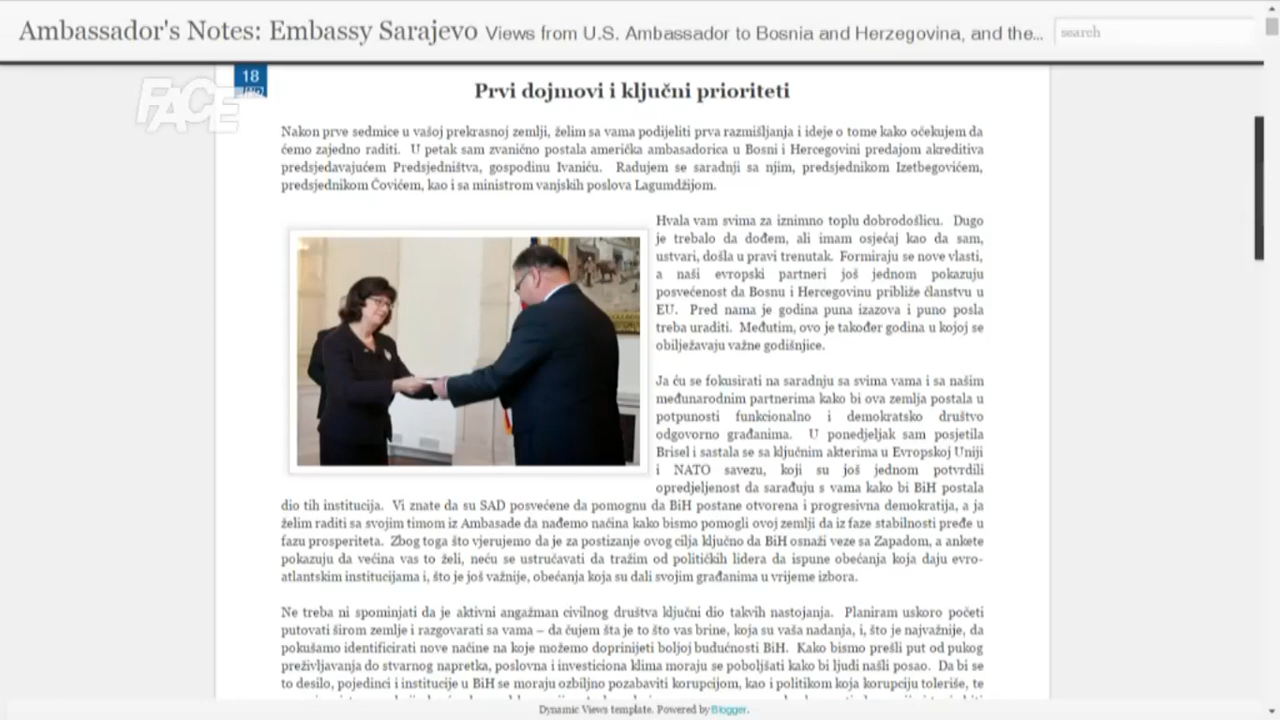 Ambassador's Notes: Embassy Sarajevo Views from U.S. Ambassador to Bosnia and Herzegovina, and the...
search
18
FACE
Prvi dojmovi i ključni prioriteti
Nakon prve sedmice u vašoj prekrasnoj zemlji, želim sa vama podijeliti prva razmišljanja i ideje o tome kako očekujem da
ćemo zajedno raditi. U petak sam zvanično postala američka ambasadorica u Bosni i Hercegovini predajom akreditiva
predsjedavajućem Predsjedništva, gospodinu Ivaniću. Radujem se saradnji sa njim, predsjednikom Izetbegovićem,
predsjednikom Čovićem, kao i sa ministrom vanjskih poslova Lagumdžijom.
Hvala vam svima za iznimno toplu dobrodošlicu. Dugo
je trebalo da dođem, ali imam osjećaj kao da sam,
ustvari, došla u pravi trenutak. Formiraju se nove vlasti,
a naši evropski partneri još jednom pokazuju
posvećenost da Bosnu i Hercegovinu približe članstvu u
EU. Pred nama je godina puna izazova i puno posla
treba uraditi. Međutim, ovo je također godina u kojoj se
obilježavaju važne godišnjice.
Ja ću se fokusirati na saradnju sa svima vama i sa našim
međunarodnim partnerima kako bi ova zemlja postala u
potpunosti funkcionalno i demokratsko društvo
odgovorno građanima. U ponedjeljak sam posjetila
Brisel i sastala se sa ključnim akterima u Evropskoj Uniji
i NATO savezu, koji su još jednom potvrdili
opredjeljenost da sarađuju s vama kako bi BiH postala
dio tih institucija. Vi znate da su SAD posvećene da pomognu da BiH postane otvorena i progresivna demokratija, a ja
želim raditi sa svojim timom iz Ambasade da nađemo načina kako bismo pomogli ovoj zemlji da iz faze stabilnosti pređe u
fazu prosperiteta. Zbog toga što vjerujemo da je za postizanje ovog cilja ključno da BiH osnaži veze sa Zapadom, a ankete
pokazuju da većina vas to želi, neću se ustručavati da tražim od političkih lidera da ispune obećanja koja daju evro-
atlantskim institucijama i, što je još važnije, obećanja koja su dali svojim građanima u vrijeme izbora.
Ne treba ni spominjati da je aktivni angažman civilnog društva ključni dio takvih nastojanja. Planiram uskoro početi
putovati širom zemlje i razgovarati sa vama – da čujem šta je to što vas brine, koja su vaša nadanja, i, što je najvažnije, da
pokušamo identificirati nove načine na koje možemo doprinijeti boljoj budućnosti BiH. Kako bismo prešli put od pukog
preživljavanja do stvarnog napretka, poslovna i investiciona klima moraju se poboljšati kako bi ljudi našli posao. Da bi se
to desilo, pojedinci i institucije u BiH se moraju ozbiljno pozabaviti korupcijom, kao i politikom koja korupciju toleriše, te
Dynamic Views template. Powered by Blogger.